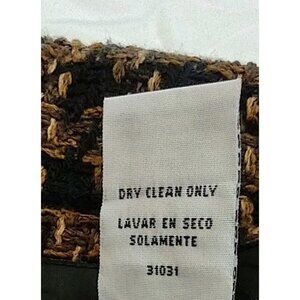 DRY CLEAN ONLY
LAVAR EN SECO
SOLAMENTE
31031